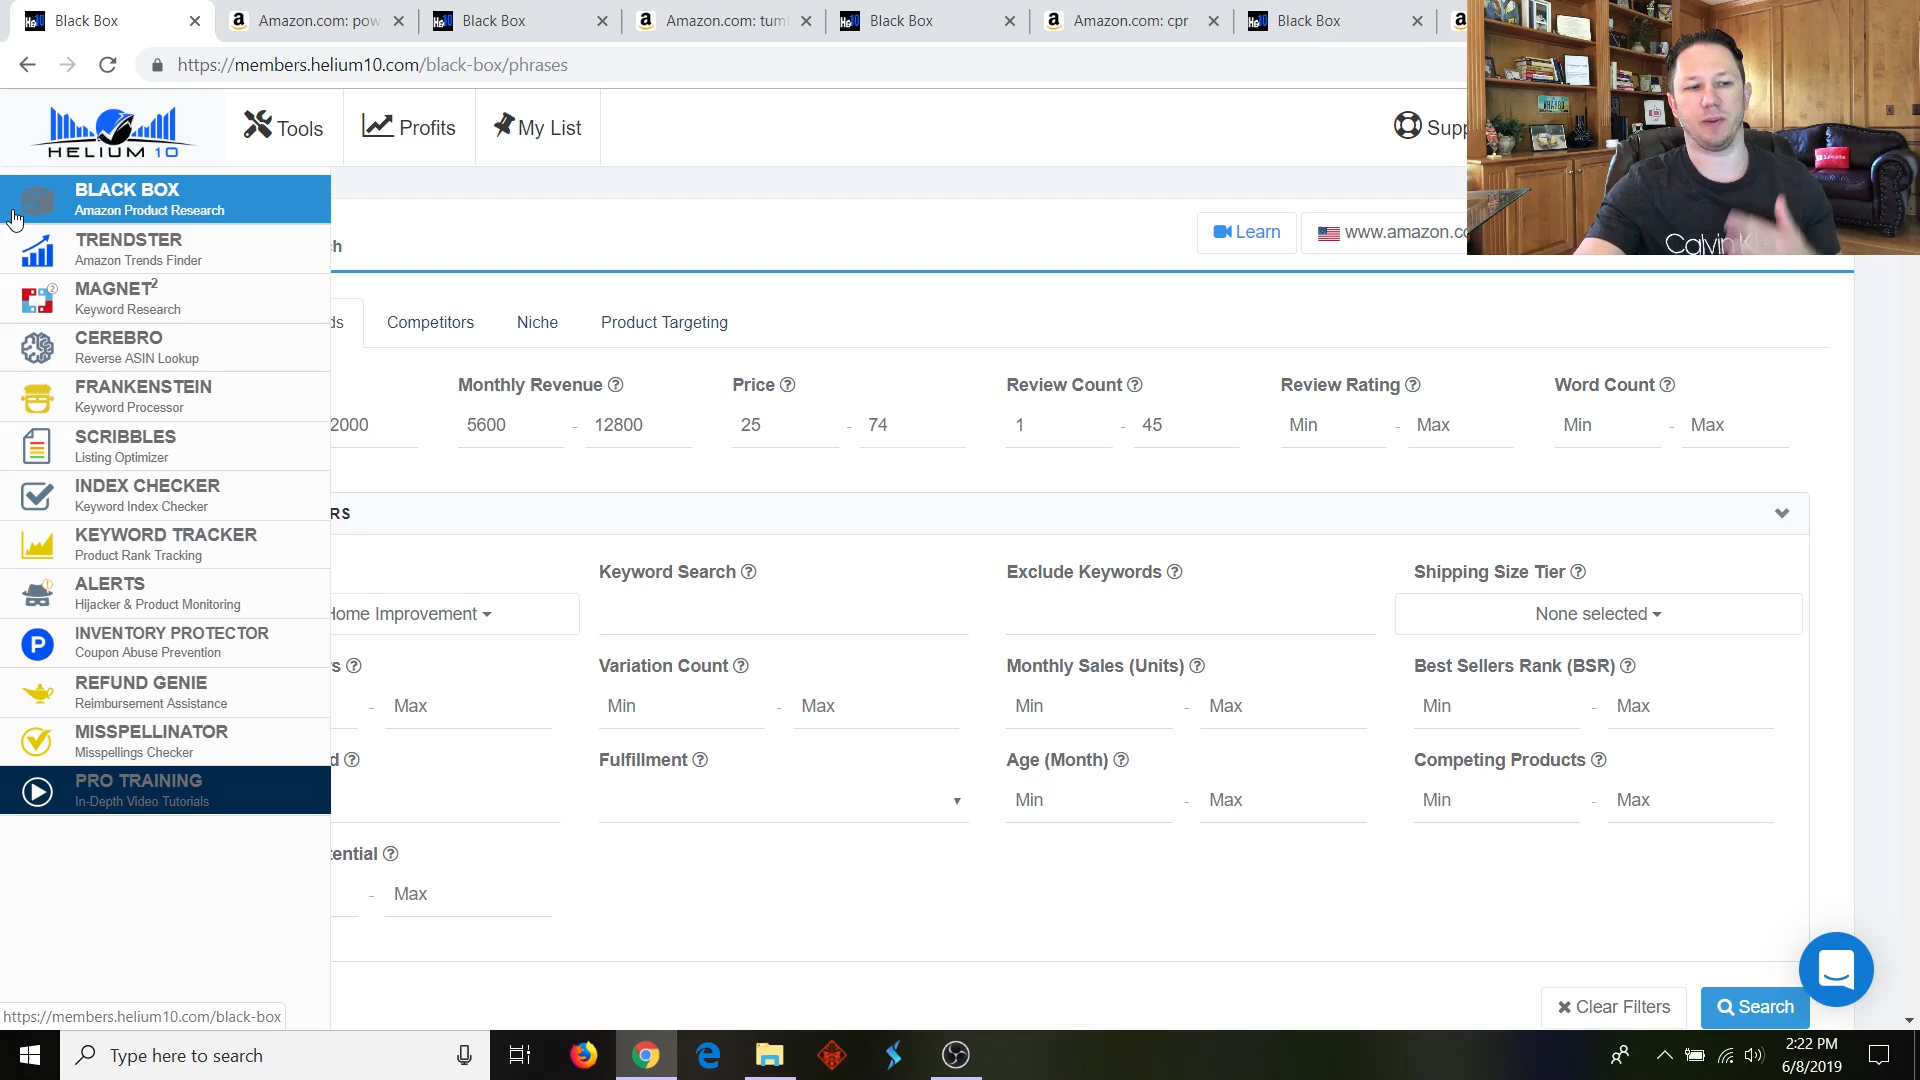 Black Box
Amazon.com: pow
Black Box
Amazon.com: tum
Black Box
Amazon.com: cpr
Black Box
https://members.helium10.com/black-box/phrases
HELIUM 10
Tools
Profits
My List
Supp
BLACK BOX
Amazon Product Research
TRENDSTER
Amazon Trends Finder
MAGNET2
Keyword Research
CEREBRO
Reverse ASIN Lookup
FRANKENSTEIN
Keyword Processor
SCRIBBLES
Listing Optimizer
INDEX CHECKER
Keyword Index Checker
KEYWORD TRACKER
Product Rank Tracking
ALERTS
Hijacker & Product Monitoring
INVENTORY PROTECTOR
Coupon Abuse Prevention
REFUND GENIE
Reimbursement Assistance
MISSPELLINATOR
Misspellings Checker
PRO TRAINING
In-Depth Video Tutorials
h
Learn
www.amazon.co
Calvin K
ds
Competitors
Niche
Product Targeting
Monthly Revenue
Price
Review Count
Review Rating
Word Count
2000
5600 - 12800
25 - 74
1 - 45
Min - Max
Min - Max
RS
Keyword Search
Exclude Keywords
Shipping Size Tier
Home Improvement
None selected
s
Variation Count
Monthly Sales (Units)
Best Sellers Rank (BSR)
- Max
Min - Max
Min - Max
Min - Max
d
Fulfillment
Age (Month)
Competing Products
Min - Max
Min - Max
tential
- Max
Clear Filters
Search
https://members.helium10.com/black-box
Type here to search
2:22 PM
6/8/2019